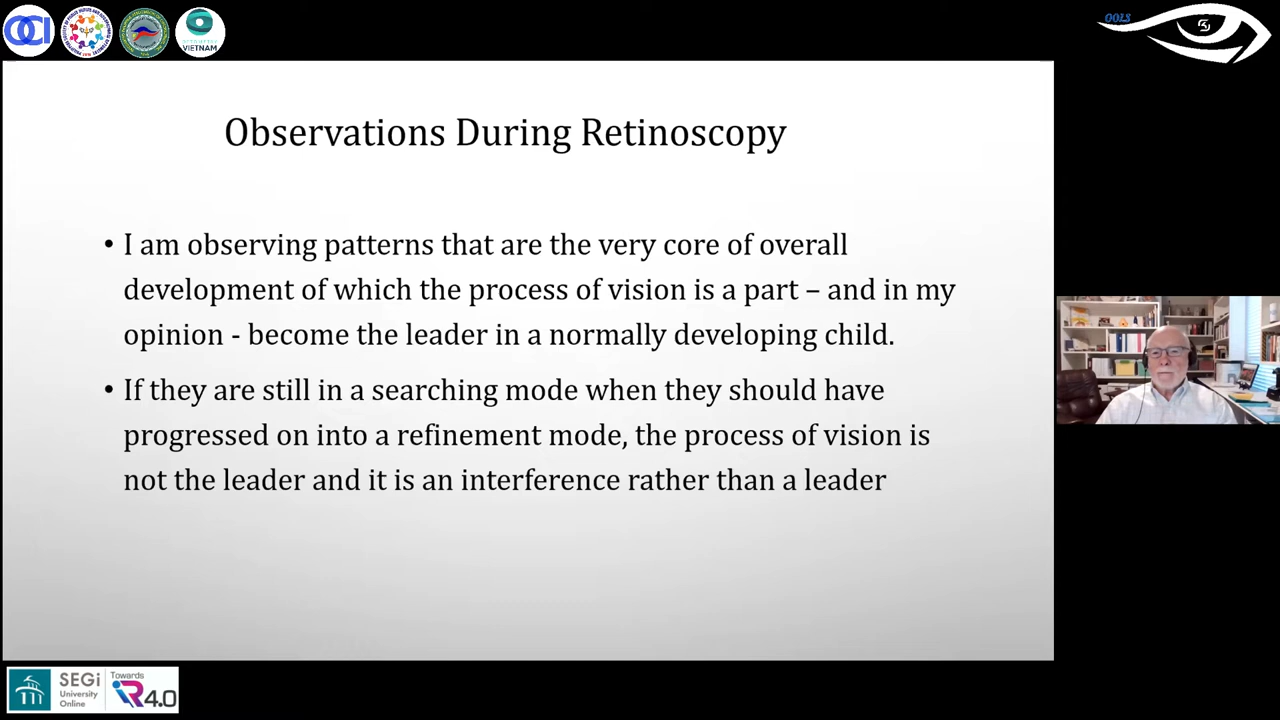 OCI
VIETNAM
OOLS
Observations During Retinoscopy
• I am observing patterns that are the very core of overall
development of which the process of vision is a part – and in my
opinion - become the leader in a normally developing child.
• If they are still in a searching mode when they should have
progressed on into a refinement mode, the process of vision is
not the leader and it is an interference rather than a leader
SEGi
University
Online
Towards
iR4.0